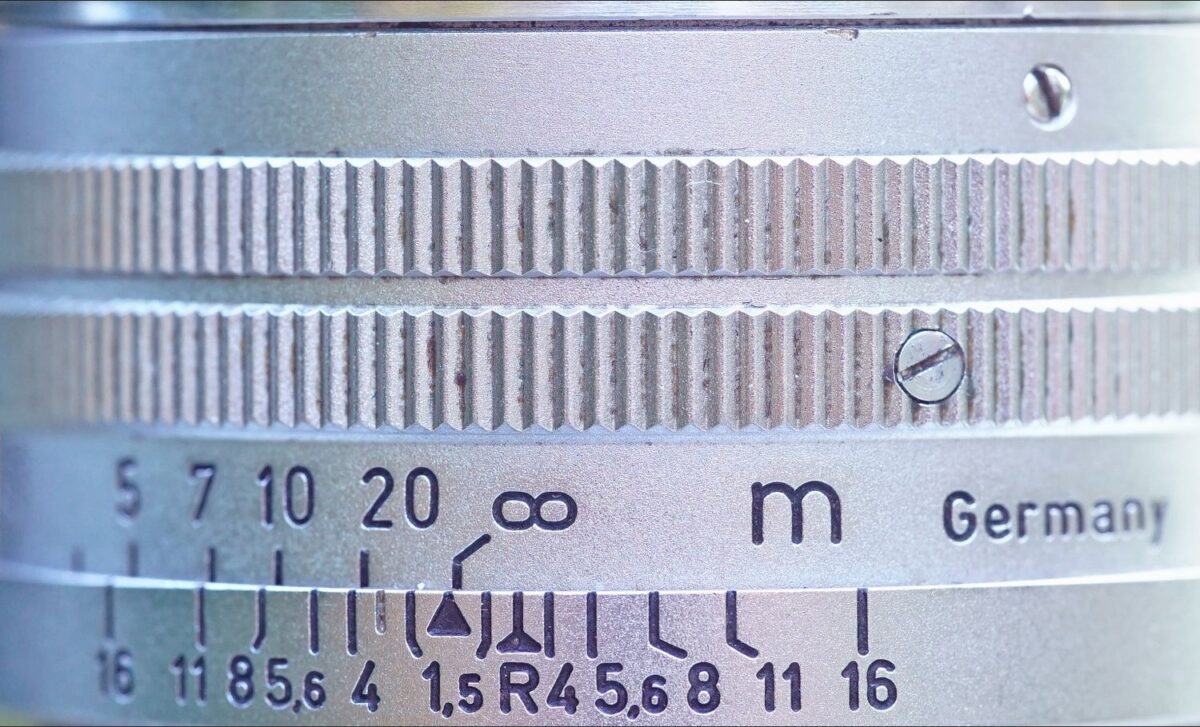 5 7 10 20 ∞ m Germany
16 11 8 5,6 4 1,5 R 4 5,6 8 11 16